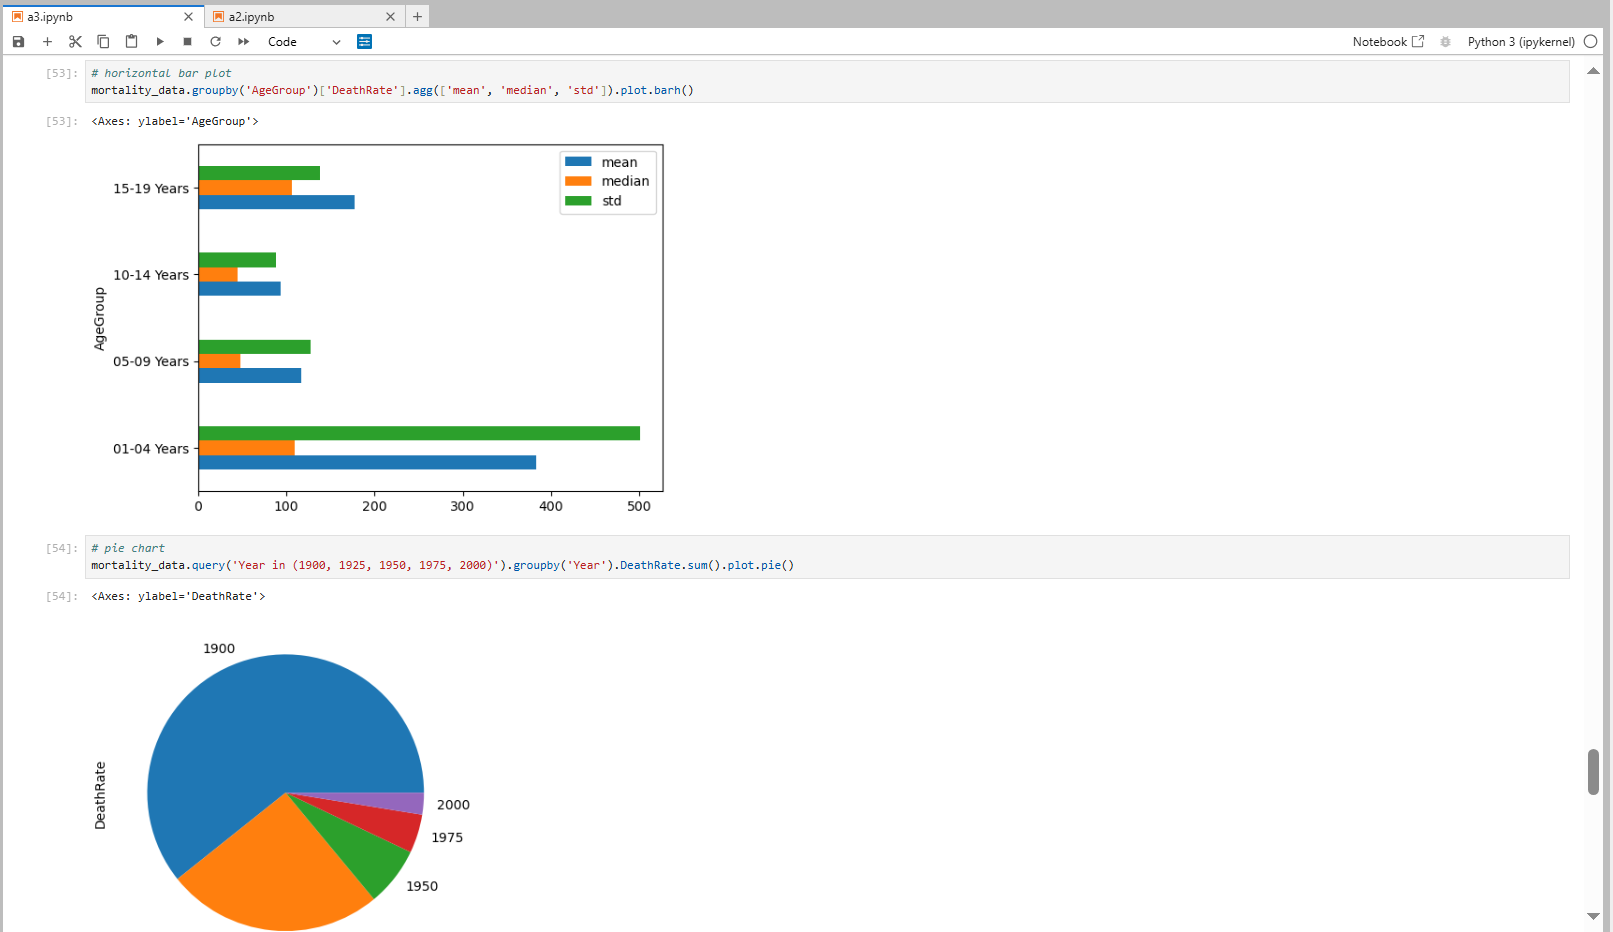 a3.ipynb
a2.ipynb
Code
Notebook
Python 3 (ipykernel)
[53]: # horizontal bar plot
mortality_data.groupby('AgeGroup')['DeathRate'].agg(['mean', 'median', 'std']).plot.barh()
[53]: <Axes: ylabel='AgeGroup'>
mean
median
std
15-19 Years
10-14 Years
05-09 Years
01-04 Years
AgeGroup
0 100 200 300 400 500
[54]: # pie chart
mortality_data.query('Year in (1900, 1925, 1950, 1975, 2000)').groupby('Year').DeathRate.sum().plot.pie()
[54]: <Axes: ylabel='DeathRate'>
1900
DeathRate
2000
1975
1950